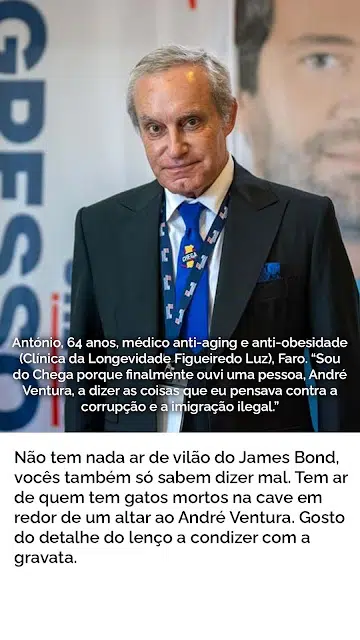 GRESSO
CHEGA
António, 64 anos, médico anti-aging e anti-obesidade
(Clínica da Longevidade Figueiredo Luz), Faro. “Sou
do Chega porque finalmente ouvi uma pessoa, André
Ventura, a dizer as coisas que eu pensava contra a
corrupção e a imigração ilegal.”
Não tem nada ar de vilão do James Bond,
vocês também só sabem dizer mal. Tem ar
de quem tem gatos mortos na cave em
redor de um altar ao André Ventura. Gosto
do detalhe do lenço a condizer com a
gravata.